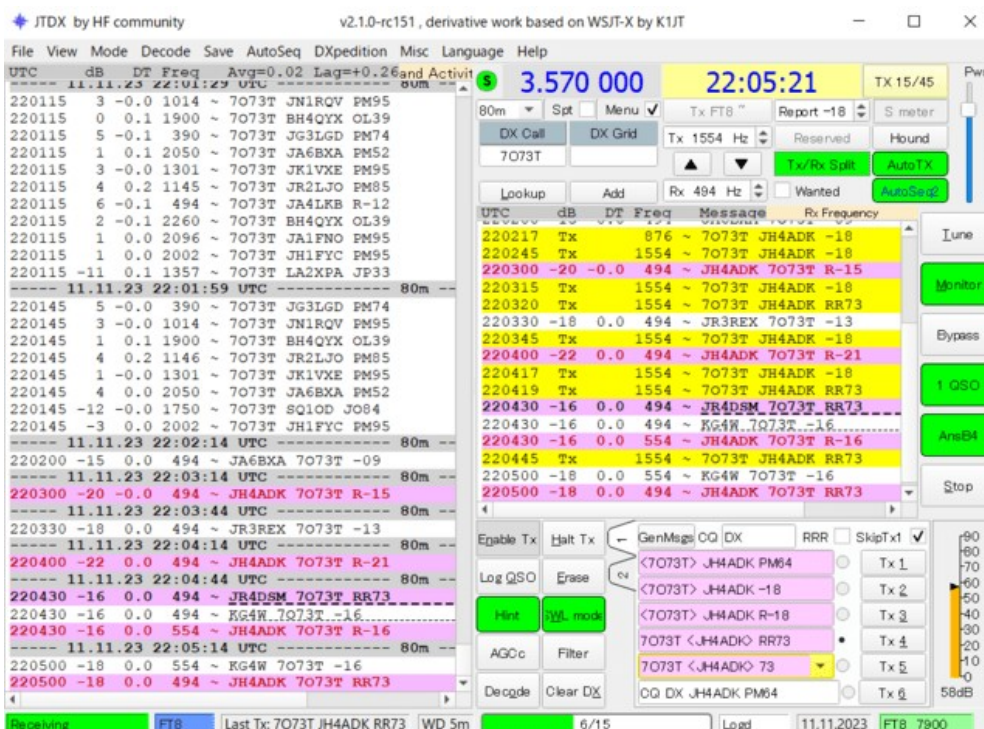 JTDX by HF community v2.1.0-rc151 , derivative work based on WSJT-X by K1JT
File View Mode Decode Save AutoSeq DXpedition Misc Language Help
UTC dB DT Freq Avg=0.02 Lag=+0.26 and Activit
------ 11.11.23 22:01:29 UTC ------------ 80m --
220115 3 -0.0 1014 ~ 7O73T JN1RQV PM95
220115 0 0.1 1900 ~ 7O73T BH4QYX OL39
220115 5 -0.1 390 ~ 7O73T JG3LGD PM74
220115 1 0.1 2050 ~ 7O73T JA6BXA PM52
220115 3 -0.0 1301 ~ 7O73T JK1VXE PM95
220115 4 0.2 1145 ~ 7O73T JR2LJO PM85
220115 6 -0.1 494 ~ 7O73T JA4LKB R-12
220115 2 -0.1 2260 ~ 7O73T BH4QYX OL39
220115 1 0.0 2096 ~ 7O73T JA1FNO PM95
220115 1 0.0 2002 ~ 7O73T JH1FYC PM95
220115 -11 0.1 1357 ~ 7O73T LA2XPA JP33
----- 11.11.23 22:01:59 UTC ------------ 80m --
220145 5 -0.0 390 ~ 7O73T JG3LGD PM74
220145 3 -0.0 1014 ~ 7O73T JN1RQV PM95
220145 1 0.1 1900 ~ 7O73T BH4QYX OL39
220145 4 0.2 1146 ~ 7O73T JR2LJO PM85
220145 1 -0.0 1301 ~ 7O73T JK1VXE PM95
220145 4 0.0 2050 ~ 7O73T JA6BXA PM52
220145 -12 -0.0 1750 ~ 7O73T SQ1OD JO84
220145 -3 0.0 2002 ~ 7O73T JH1FYC PM95
----- 11.11.23 22:02:14 UTC ------------ 80m --
220200 -15 0.0 494 ~ JA6BXA 7O73T -09
----- 11.11.23 22:03:14 UTC ------------ 80m --
220300 -20 -0.0 494 ~ JH4ADK 7O73T R-15
----- 11.11.23 22:03:44 UTC ------------ 80m --
220330 -18 0.0 494 ~ JR3REX 7O73T -13
----- 11.11.23 22:04:14 UTC ------------ 80m --
220400 -22 0.0 494 ~ JH4ADK 7O73T R-21
----- 11.11.23 22:04:44 UTC ------------ 80m --
220430 -16 0.0 494 ~ JR4DSM 7O73T RR73
220430 -16 0.0 494 ~ KG4W 7O73T -16
220430 -16 0.0 554 ~ JH4ADK 7O73T R-16
----- 11.11.23 22:05:14 UTC ------------ 80m --
220500 -18 0.0 554 ~ KG4W 7O73T -16
220500 -18 0.0 494 ~ JH4ADK 7O73T RR73
S 3.570 000 22:05:21 TX 15/45 Pwr
80m Spt Menu Tx FT8 ~ Report -18 S meter
DX Call DX Grid Tx 1554 Hz Reserved Hound
7O73T Tx/Rx Split AutoTX
Lookup Add Rx 494 Hz Wanted AutoSeq2
UTC dB DT Freq Message Rx Frequency
220217 Tx 876 ~ 7O73T JH4ADK -18
220245 Tx 1554 ~ 7O73T JH4ADK -18
220300 -20 -0.0 494 ~ JH4ADK 7O73T R-15
220315 Tx 1554 ~ 7O73T JH4ADK -18
220320 Tx 1554 ~ 7O73T JH4ADK RR73
220330 -18 0.0 494 ~ JR3REX 7O73T -13
220345 Tx 1554 ~ 7O73T JH4ADK -18
220400 -22 0.0 494 ~ JH4ADK 7O73T R-21
220417 Tx 1554 ~ 7O73T JH4ADK -18
220419 Tx 1554 ~ 7O73T JH4ADK RR73
220430 -16 0.0 494 ~ JR4DSM 7O73T RR73
220430 -16 0.0 494 ~ KG4W 7O73T -16
220430 -16 0.0 554 ~ JH4ADK 7O73T R-16
220445 Tx 1554 ~ 7O73T JH4ADK RR73
220500 -18 0.0 554 ~ KG4W 7O73T -16
220500 -18 0.0 494 ~ JH4ADK 7O73T RR73
Tune
Monitor
Bypass
1 QSO
AnsB4
Stop
Enable Tx Halt Tx
Log QSO Erase
Hint SWL mode
AGCc Filter
Decode Clear DX
1
2
GenMsgs CQ DX RRR SkipTx1
<7O73T> JH4ADK PM64 Tx 1
<7O73T> JH4ADK -18 Tx 2
<7O73T> JH4ADK R-18 Tx 3
7O73T <JH4ADK> RR73 Tx 4
7O73T <JH4ADK> 73 Tx 5
CQ DX JH4ADK PM64 Tx 6
90
80
70
60
50
40
30
20
10
0
58dB
Receiving FT8 Last Tx: 7O73T JH4ADK RR73 WD 5m 6/15 Logd 11.11.2023 FT8 7900